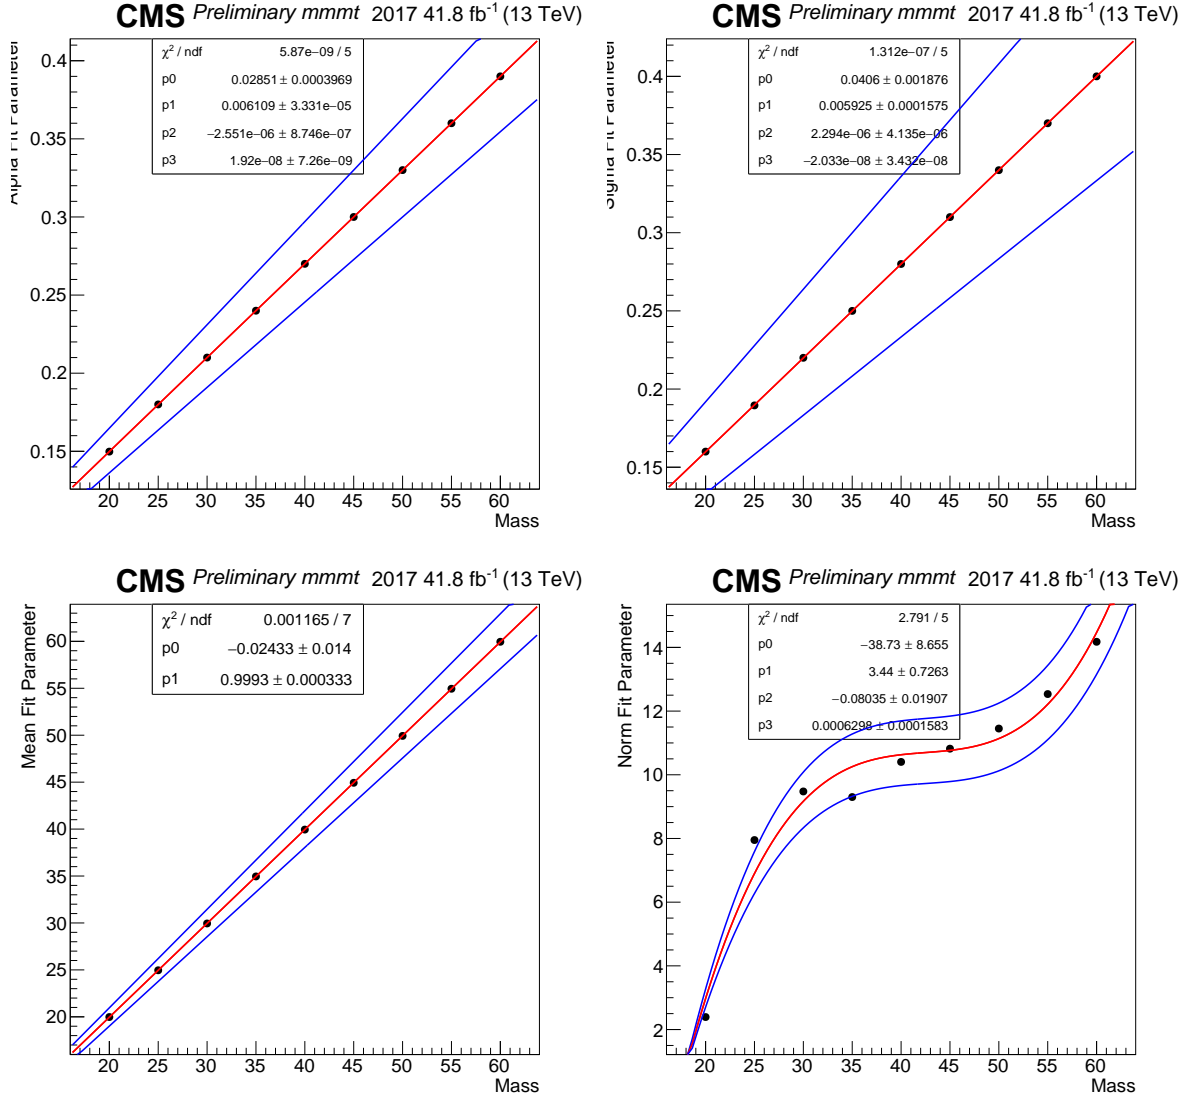 CMS Preliminary mmmt 2017 41.8 fb⁻¹ (13 TeV)
χ² / ndf 5.87e−09 / 5
p0 0.02851 ± 0.0003969
p1 0.006109 ± 3.331e−05
p2 −2.551e−06 ± 8.746e−07
p3 1.92e−08 ± 7.26e−09
Alpha Fit Parameter
0.4
0.35
0.3
0.25
0.2
0.15
20 25 30 35 40 45 50 55 60
Mass
CMS Preliminary mmmt 2017 41.8 fb⁻¹ (13 TeV)
χ² / ndf 1.312e−07 / 5
p0 0.0406 ± 0.001876
p1 0.005925 ± 0.0001575
p2 2.294e−06 ± 4.135e−06
p3 −2.033e−08 ± 3.432e−08
Sigma Fit Parameter
0.4
0.35
0.3
0.25
0.2
0.15
20 25 30 35 40 45 50 55 60
Mass
CMS Preliminary mmmt 2017 41.8 fb⁻¹ (13 TeV)
χ² / ndf 0.001165 / 7
p0 −0.02433 ± 0.014
p1 0.9993 ± 0.000333
Mean Fit Parameter
60
55
50
45
40
35
30
25
20
20 25 30 35 40 45 50 55 60
Mass
CMS Preliminary mmmt 2017 41.8 fb⁻¹ (13 TeV)
χ² / ndf 2.791 / 5
p0 −38.73 ± 8.655
p1 3.44 ± 0.7263
p2 −0.08035 ± 0.01907
p3 0.0006298 ± 0.0001583
Norm Fit Parameter
14
12
10
8
6
4
2
20 25 30 35 40 45 50 55 60
Mass